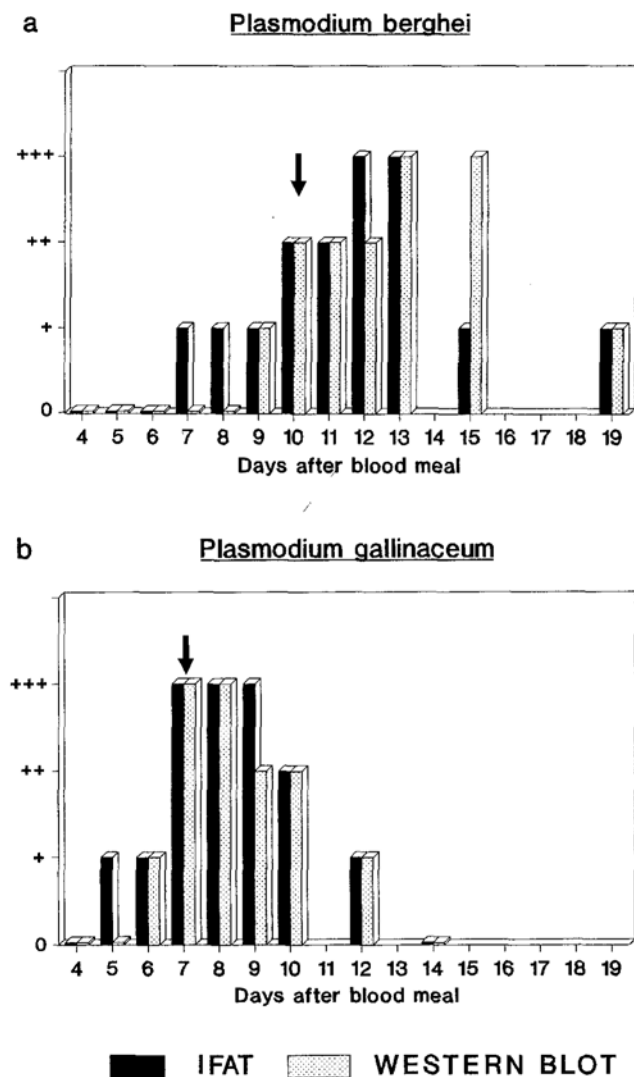 a
Plasmodium berghei
+++
++
+
0
4 5 6 7 8 9 10 11 12 13 14 15 16 17 18 19
Days after blood meal
b
Plasmodium gallinaceum
+++
++
+
0
4 5 6 7 8 9 10 11 12 13 14 15 16 17 18 19
Days after blood meal
IFAT WESTERN BLOT